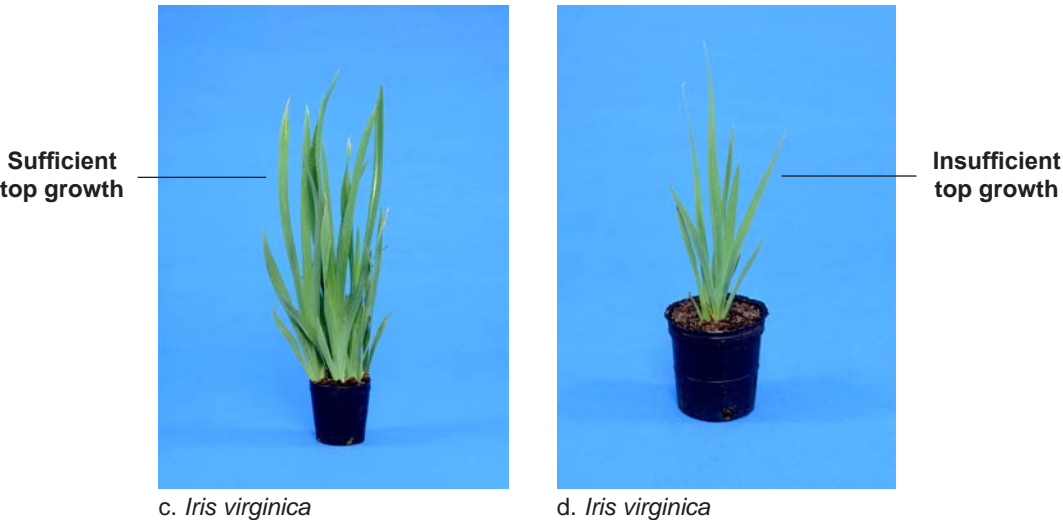 Sufficient
top growth
Insufficient
top growth
c. Iris virginica
d. Iris virginica